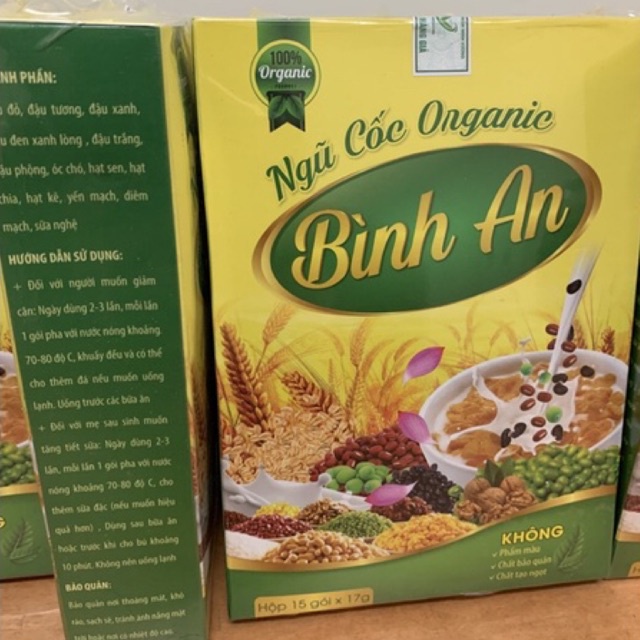 NH PHẦN:
đỏ, đậu tương, đậu xanh,
đen xanh lòng , đậu trắng,
phộng, óc chó, hạt sen, hạt
chia, hạt kê, yến mạch, diêm
mạch, sữa nghệ
HƯỚNG DẪN SỬ DỤNG:
+ Đối với người muốn giảm
cân: Ngày dùng 2-3 lần, mỗi lần
1 gói pha với nước nóng khoảng
70-80 độ C, khuấy đều và có thể
cho thêm đá nếu muốn uống
lạnh. Uống trước các bữa ăn
+ Đối với mẹ sau sinh muốn
tăng tiết sữa: Ngày dùng 2-3
lần, mỗi lần 1 gói pha với nước
nóng khoảng 70-80 độ C, cho
thêm sữa đặc (nếu muốn hiệu
quả hơn) . Dùng sau bữa ăn
hoặc trước khi cho bú khoảng
10 phút. Không nên uống lạnh
BẢO QUẢN:
Bảo quản nơi thoáng mát, khô
ráo, sạch sẽ, tránh ánh nắng mặt
trời hoặc nơi có nhiệt độ cao.
100%
Organic
Ngũ Cốc Organic
Bình An
KHÔNG
✓ Phẩm màu
✓ Chất bảo quản
✓ Chất tạo ngọt
Hộp 15 gói x 17g